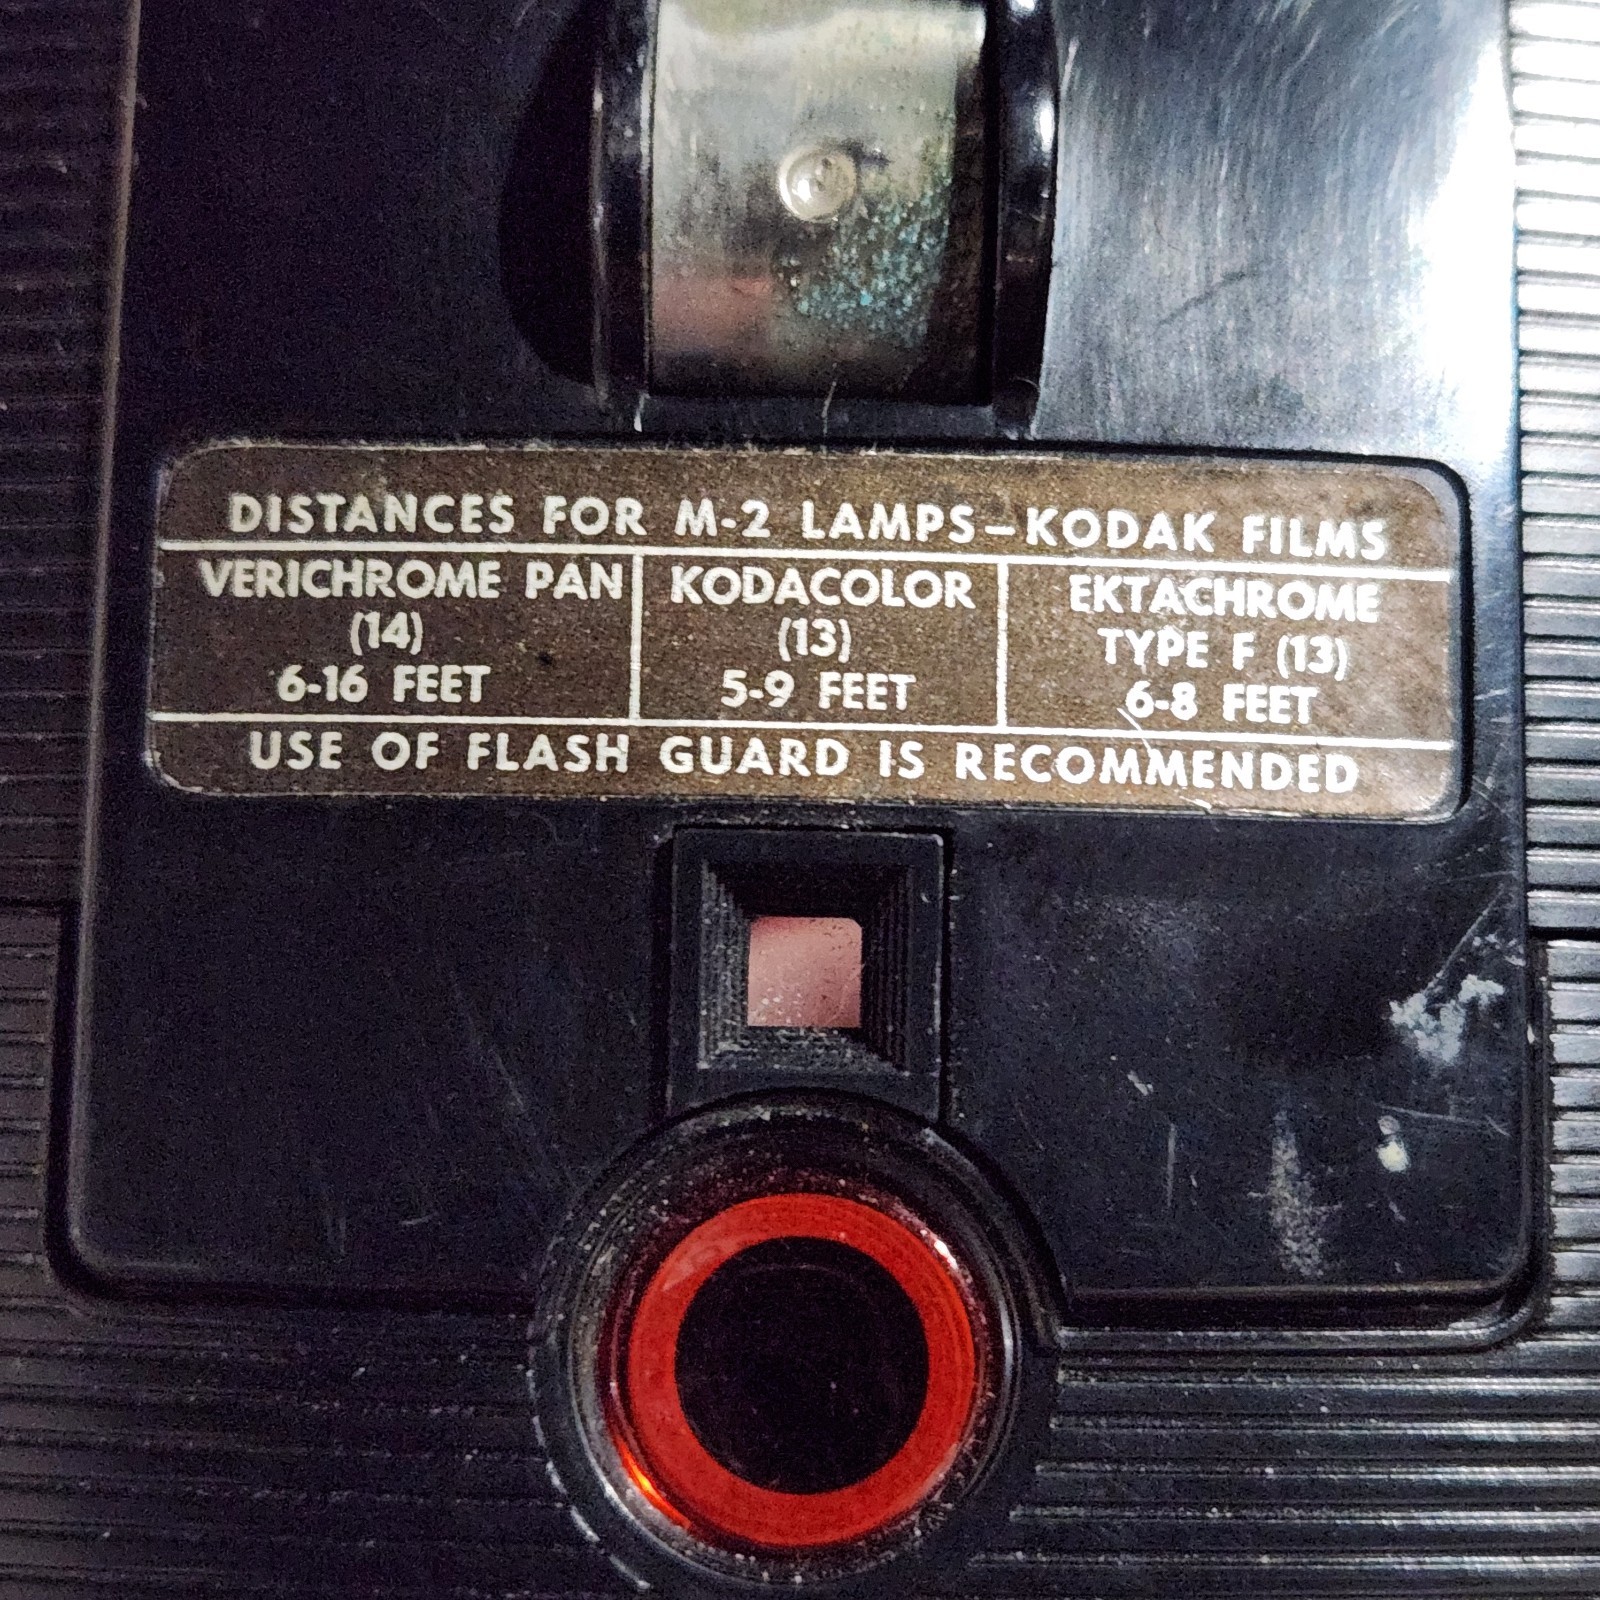 DISTANCES FOR M-2 LAMPS–KODAK FILMS
VERICHROME PAN
(14)
6-16 FEET
KODACOLOR
(13)
5-9 FEET
EKTACHROME
TYPE F (13)
6-8 FEET
USE OF FLASH GUARD IS RECOMMENDED